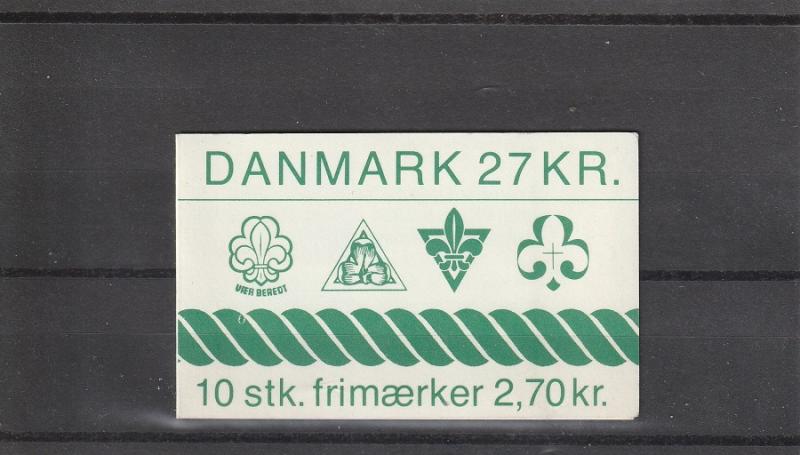 DANMARK 27 KR.
VÆR BEREDT
10 stk. frimærker 2,70 kr.